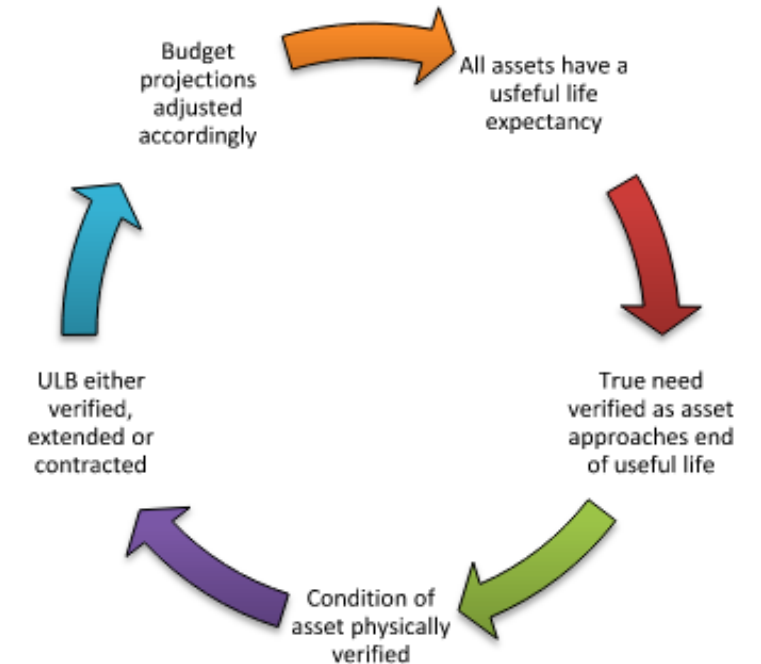 Budget
projections
adjusted
accordingly
All assets have a
usfeful life
expectancy
True need
verified as asset
approaches end
of useful life
Condition of
asset physically
verified
ULB either
verified,
extended or
contracted